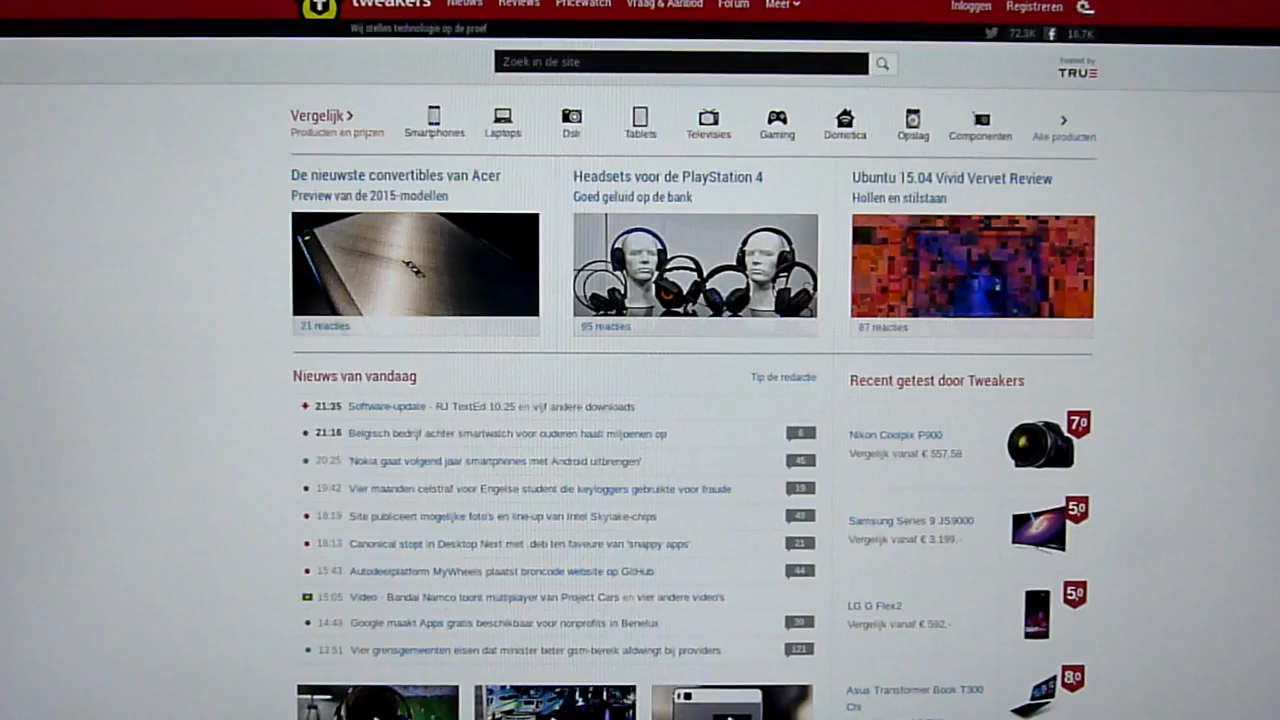 tweakers Nieuws Reviews Pricewatch Vraag & Aanbod Forum Meer Inloggen Registreren
Wij stellen technologie op de proef 72.3K 16.7K
Zoek in de site
hosted by
TRUE
Vergelijk
Producten en prijzen
Smartphones Laptops Dslr Tablets Televisies Gaming Domotica Opslag Componenten Alle producten
De nieuwste convertibles van Acer
Preview van de 2015-modellen
acer
21 reacties
Headsets voor de PlayStation 4
Goed geluid op de bank
95 reacties
Ubuntu 15.04 Vivid Vervet Review
Hollen en stilstaan
87 reacties
Nieuws van vandaag Tip de redactie
21:35 Software-update - RJ TextEd 10.25 en vijf andere downloads
21:16 Belgisch bedrijf achter smartwatch voor ouderen haalt miljoenen op 6
20:25 'Nokia gaat volgend jaar smartphones met Android uitbrengen' 45
19:42 Vier maanden celstraf voor Engelse student die keyloggers gebruikte voor fraude 19
18:19 Site publiceert mogelijke foto's en line-up van Intel Skylake-chips 49
18:13 Canonical stopt in Desktop Next met .deb ten faveure van 'snappy apps' 21
15:43 Autodeelplatform MyWheels plaatst broncode website op GitHub 44
15:05 Video - Bandai Namco toont multiplayer van Project Cars en vier andere video's
14:49 Google maakt Apps gratis beschikbaar voor nonprofits in Benelux 39
13:51 Vier grensgemeenten eisen dat minister beter gsm-bereik afdwingt bij providers 121
Recent getest door Tweakers
Nikon Coolpix P900
Vergelijk vanaf € 557,58
7,0
Samsung Series 9 JS9000
Vergelijk vanaf € 3.199,-
5,0
LG G Flex2
Vergelijk vanaf € 592,-
5,0
Asus Transformer Book T300
Chi
8,0